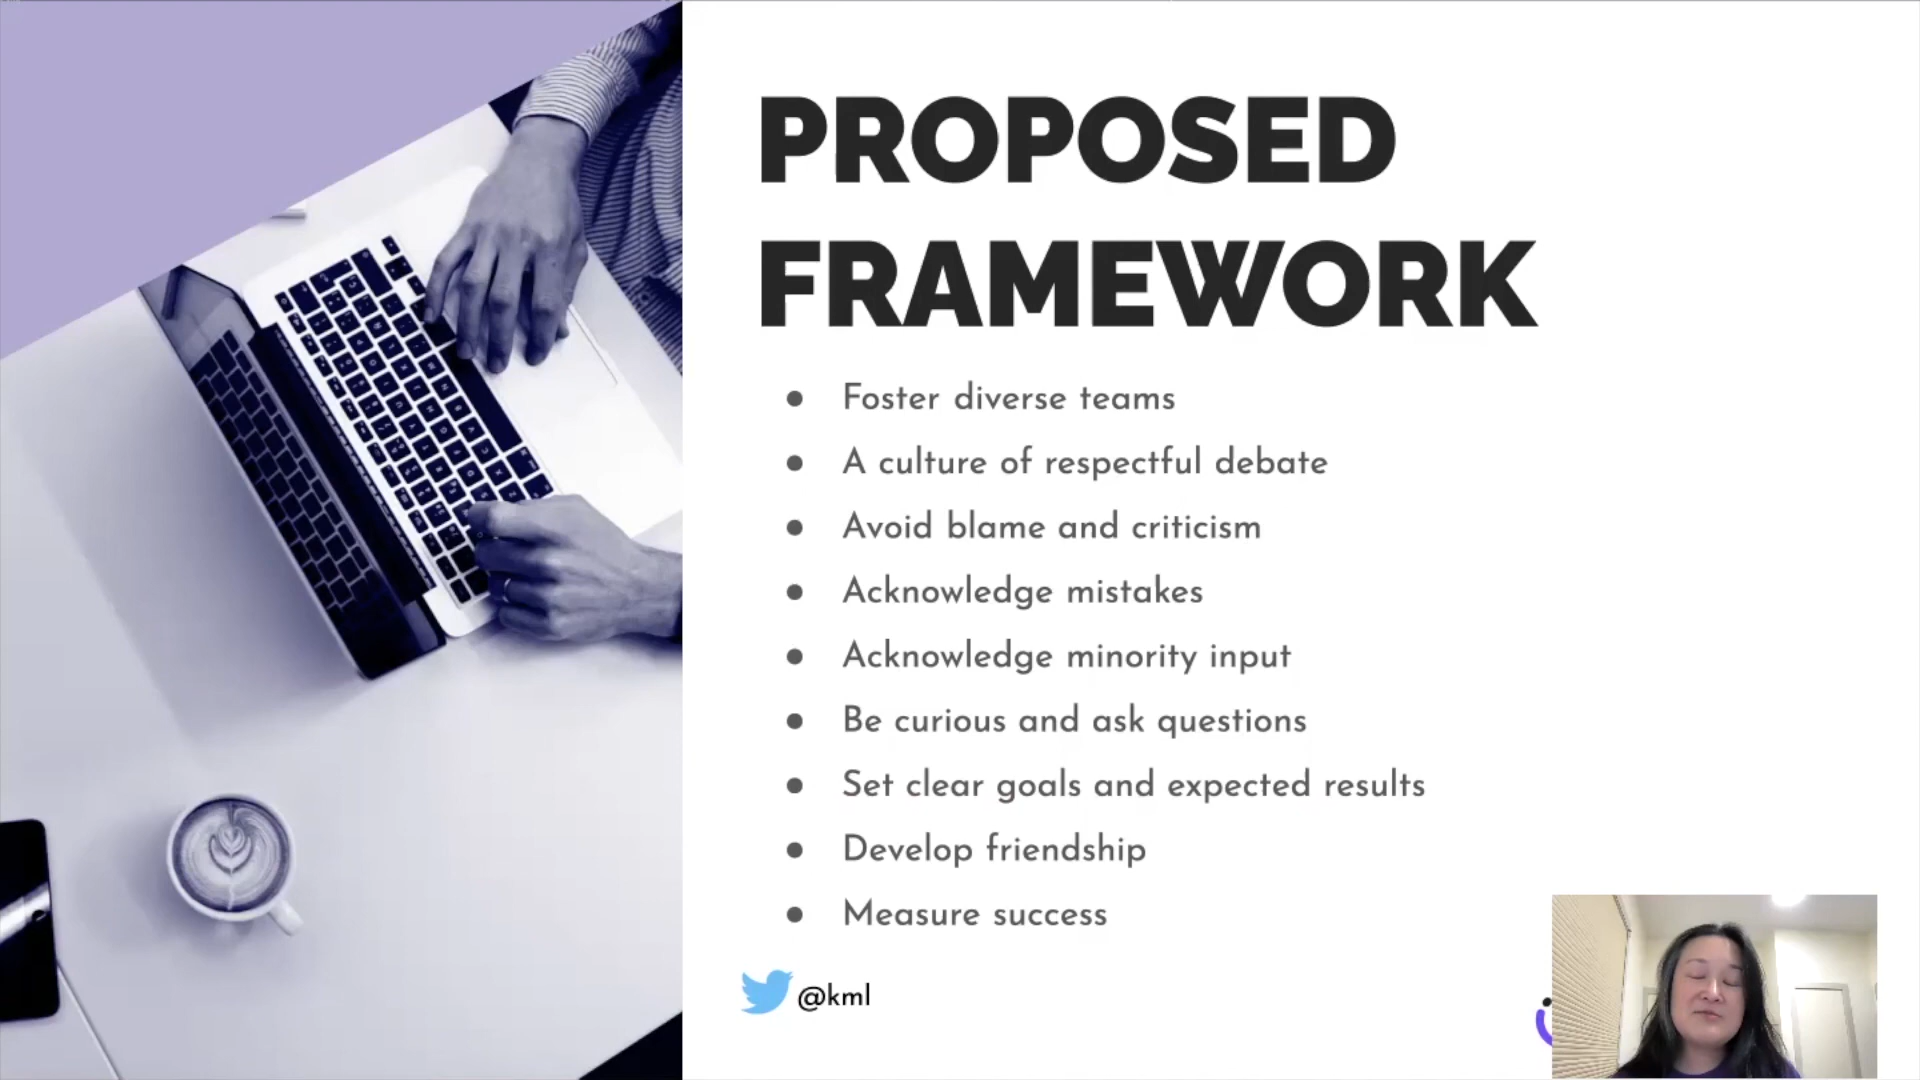 PROPOSED
FRAMEWORK
● Foster diverse teams
● A culture of respectful debate
● Avoid blame and criticism
● Acknowledge mistakes
● Acknowledge minority input
● Be curious and ask questions
● Set clear goals and expected results
● Develop friendship
● Measure success
@kml